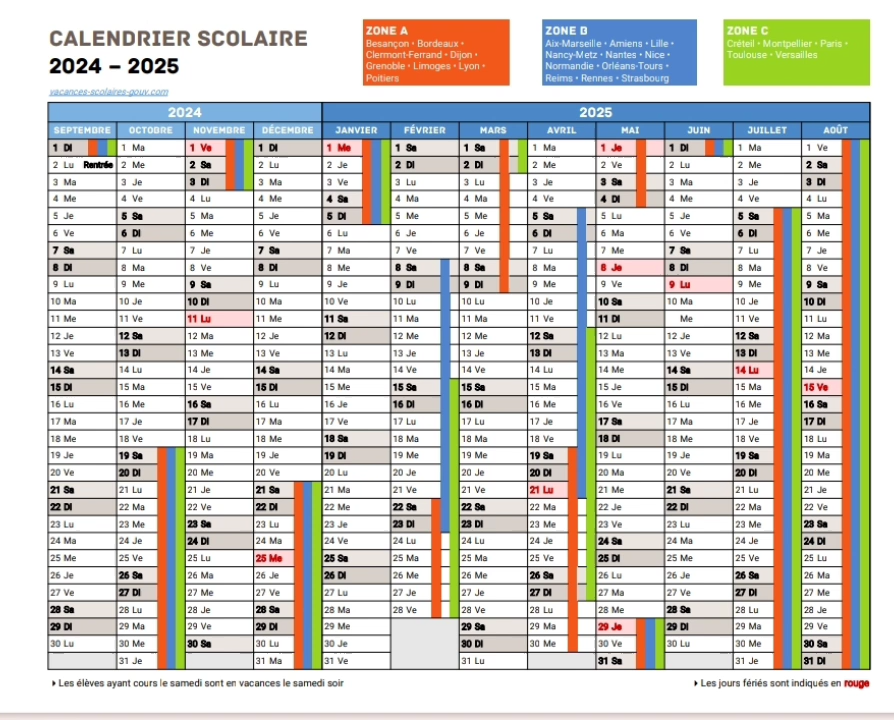 CALENDRIER SCOLAIRE
2024 – 2025
vacances-scolaires-gouv.com
ZONE A
Besançon • Bordeaux •
Clermont-Ferrand • Dijon •
Grenoble • Limoges • Lyon •
Poitiers
ZONE B
Aix-Marseille • Amiens • Lille •
Nancy-Metz • Nantes • Nice •
Normandie • Orléans-Tours •
Reims • Rennes • Strasbourg
ZONE C
Créteil • Montpellier • Paris •
Toulouse • Versailles
2024 2025
SEPTEMBRE OCTOBRE NOVEMBRE DÉCEMBRE JANVIER FÉVRIER MARS AVRIL MAI JUIN JUILLET AOÛT
1 DI 1 Ma 1 Ve 1 DI 1 Me 1 Sa 1 Sa 1 Ma 1 Je 1 DI 1 Ma 1 Ve
2 Lu Rentrée 2 Me 2 Sa 2 Lu 2 Je 2 DI 2 DI 2 Me 2 Ve 2 Lu 2 Me 2 Sa
3 Ma 3 Je 3 DI 3 Ma 3 Ve 3 Lu 3 Lu 3 Je 3 Sa 3 Ma 3 Je 3 DI
4 Me 4 Ve 4 Lu 4 Me 4 Sa 4 Ma 4 Ma 4 Ve 4 DI 4 Me 4 Ve 4 Lu
5 Je 5 Sa 5 Ma 5 Je 5 DI 5 Me 5 Me 5 Sa 5 Lu 5 Je 5 Sa 5 Ma
6 Ve 6 DI 6 Me 6 Ve 6 Lu 6 Je 6 Je 6 DI 6 Ma 6 Ve 6 DI 6 Me
7 Sa 7 Lu 7 Je 7 Sa 7 Ma 7 Ve 7 Ve 7 Lu 7 Me 7 Sa 7 Lu 7 Je
8 DI 8 Ma 8 Ve 8 DI 8 Me 8 Sa 8 Sa 8 Ma 8 Je 8 DI 8 Ma 8 Ve
9 Lu 9 Me 9 Sa 9 Lu 9 Je 9 DI 9 DI 9 Me 9 Ve 9 Lu 9 Me 9 Sa
10 Ma 10 Je 10 DI 10 Ma 10 Ve 10 Lu 10 Lu 10 Je 10 Sa 10 Ma 10 Je 10 DI
11 Me 11 Ve 11 Lu 11 Me 11 Sa 11 Ma 11 Ma 11 Ve 11 DI Me 11 Ve 11 Lu
12 Je 12 Sa 12 Ma 12 Je 12 DI 12 Me 12 Me 12 Sa 12 Lu 12 Je 12 Sa 12 Ma
13 Ve 13 DI 13 Me 13 Ve 13 Lu 13 Je 13 Je 13 DI 13 Ma 13 Ve 13 DI 13 Me
14 Sa 14 Lu 14 Je 14 Sa 14 Ma 14 Ve 14 Ve 14 Lu 14 Me 14 Sa 14 Lu 14 Je
15 DI 15 Ma 15 Ve 15 DI 15 Me 15 Sa 15 Sa 15 Ma 15 Je 15 DI 15 Ma 15 Ve
16 Lu 16 Me 16 Sa 16 Lu 16 Je 16 DI 16 DI 16 Me 16 Ve 16 Lu 16 Me 16 Sa
17 Ma 17 Je 17 DI 17 Ma 17 Ve 17 Lu 17 Lu 17 Je 17 Sa 17 Ma 17 Je 17 DI
18 Me 18 Ve 18 Lu 18 Me 18 Sa 18 Ma 18 Ma 18 Ve 18 DI 18 Me 18 Ve 18 Lu
19 Je 19 Sa 19 Ma 19 Je 19 DI 19 Me 19 Me 19 Sa 19 Lu 19 Je 19 Sa 19 Ma
20 Ve 20 DI 20 Me 20 Ve 20 Lu 20 Je 20 Je 20 DI 20 Ma 20 Ve 20 DI 20 Me
21 Sa 21 Lu 21 Je 21 Sa 21 Ma 21 Ve 21 Ve 21 Lu 21 Me 21 Sa 21 Lu 21 Je
22 DI 22 Ma 22 Ve 22 DI 22 Me 22 Sa 22 Sa 22 Ma 22 Je 22 DI 22 Ma 22 Ve
23 Lu 23 Me 23 Sa 23 Lu 23 Je 23 DI 23 DI 23 Me 23 Ve 23 Lu 23 Me 23 Sa
24 Ma 24 Je 24 DI 24 Ma 24 Ve 24 Lu 24 Lu 24 Je 24 Sa 24 Ma 24 Je 24 DI
25 Me 25 Ve 25 Lu 25 Me 25 Sa 25 Ma 25 Ma 25 Ve 25 DI 25 Me 25 Ve 25 Lu
26 Je 26 Sa 26 Ma 26 Je 26 DI 26 Me 26 Me 26 Sa 26 Lu 26 Je 26 Sa 26 Ma
27 Ve 27 DI 27 Me 27 Ve 27 Lu 27 Je 27 Je 27 DI 27 Ma 27 Ve 27 DI 27 Me
28 Sa 28 Lu 28 Je 28 Sa 28 Ma 28 Ve 28 Ve 28 Lu 28 Me 28 Sa 28 Lu 28 Je
29 DI 29 Ma 29 Ve 29 DI 29 Me 29 Sa 29 Ma 29 Je 29 DI 29 Ma 29 Ve
30 Lu 30 Me 30 Sa 30 Lu 30 Je 30 DI 30 Me 30 Ve 30 Lu 30 Me 30 Sa
31 Je 31 Ma 31 Ve 31 Lu 31 Sa 31 Je 31 DI
Les élèves ayant cours le samedi sont en vacances le samedi soir
Les jours fériés sont indiqués en rouge